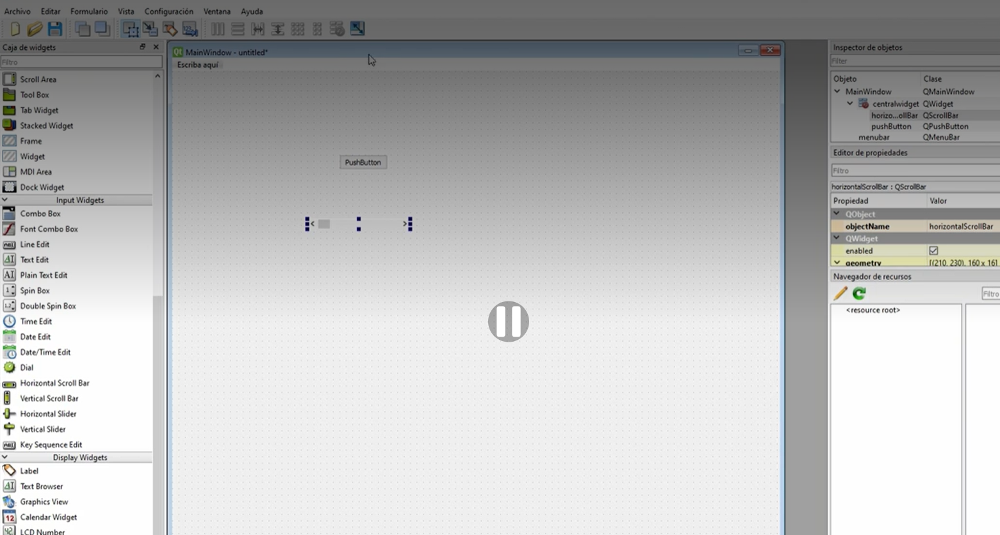 Archivo Editar Formulario Vista Configuración Ventana Ayuda
Caja de widgets
Filtro
Scroll Area
Tool Box
Tab Widget
Stacked Widget
Frame
Widget
MDI Area
Dock Widget
Input Widgets
Combo Box
Font Combo Box
Line Edit
Text Edit
Plain Text Edit
Spin Box
Double Spin Box
Time Edit
Date Edit
Date/Time Edit
Dial
Horizontal Scroll Bar
Vertical Scroll Bar
Horizontal Slider
Vertical Slider
Key Sequence Edit
Display Widgets
Label
Text Browser
Graphics View
Calendar Widget
LCD Number
MainWindow - untitled*
Escriba aquí
PushButton
Inspector de objetos
Filter
Objeto Clase
MainWindow QMainWindow
centralwidget QWidget
horizo...ollBar QScrollBar
pushButton QPushButton
menubar QMenuBar
Editor de propiedades
Filtro
horizontalScrollBar : QScrollBar
Propiedad Valor
QObject
objectName horizontalScrollBar
QWidget
enabled
geometry [(210, 230), 160 x 16]
Navegador de recursos
Filtro
<resource root>